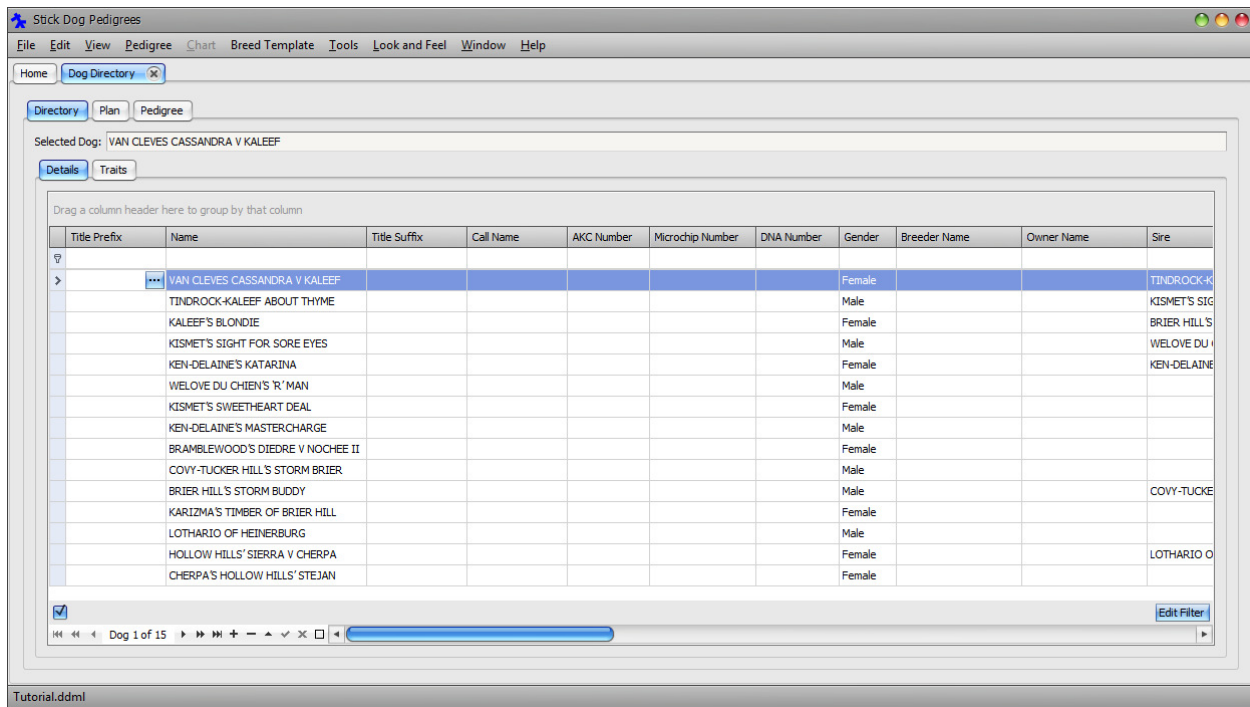 Stick Dog Pedigrees
File Edit View Pedigree Chart Breed Template Tools Look and Feel Window Help
Home Dog Directory
Directory Plan Pedigree
Selected Dog: VAN CLEVES CASSANDRA V KALEEF
Details Traits
Drag a column header here to group by that column
Title Prefix Name Title Suffix Call Name AKC Number Microchip Number DNA Number Gender Breeder Name Owner Name Sire
VAN CLEVES CASSANDRA V KALEEF Female TINDROCK-K
TINDROCK-KALEEF ABOUT THYME Male KISMET'S SIG
KALEEF'S BLONDIE Female BRIER HILL'S
KISMET'S SIGHT FOR SORE EYES Male WELOVE DU
KEN-DELAINE'S KATARINA Female KEN-DELAINE
WELOVE DU CHIEN'S 'R' MAN Male
KISMET'S SWEETHEART DEAL Female
KEN-DELAINE'S MASTERCHARGE Male
BRAMBLEWOOD'S DIEDRE V NOCHEE II Female
COVY-TUCKER HILL'S STORM BRIER Male
BRIER HILL'S STORM BUDDY Male COVY-TUCKE
KARIZMA'S TIMBER OF BRIER HILL Female
LOTHARIO OF HEINERBURG Male
HOLLOW HILLS' SIERRA V CHERPA Female LOTHARIO O
CHERPA'S HOLLOW HILLS' STEJAN Female
Edit Filter
Dog 1 of 15
Tutorial.ddml